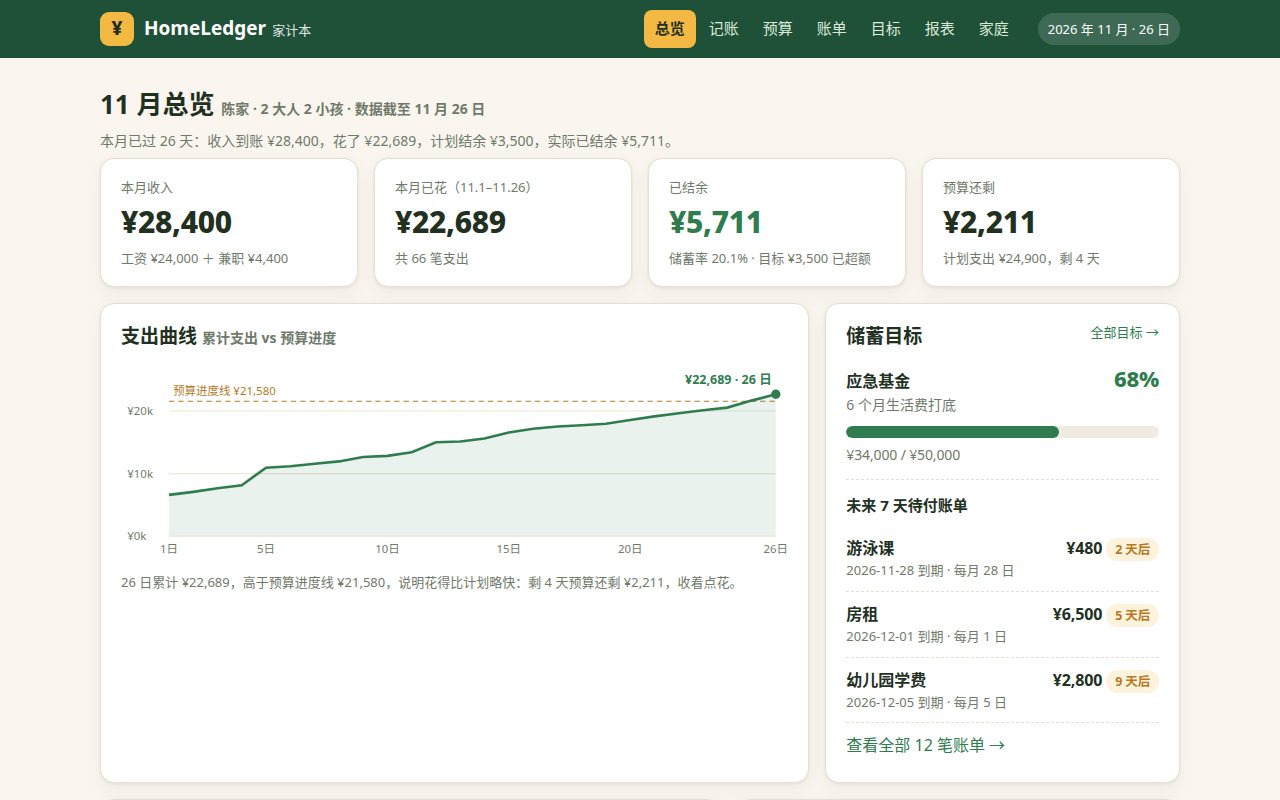 ¥ HomeLedger 家计本
总览 记账 预算 账单 目标 报表 家庭 2026 年 11 月 · 26 日
11 月总览 陈家 · 2 大人 2 小孩 · 数据截至 11 月 26 日
本月已过 26 天：收入到账 ¥28,400，花了 ¥22,689，计划结余 ¥3,500，实际已结余 ¥5,711。
本月收入
¥28,400
工资 ¥24,000 ＋ 兼职 ¥4,400
本月已花（11.1–11.26）
¥22,689
共 66 笔支出
已结余
¥5,711
储蓄率 20.1% · 目标 ¥3,500 已超额
预算还剩
¥2,211
计划支出 ¥24,900，剩 4 天
支出曲线 累计支出 vs 预算进度
¥22,689 · 26 日
预算进度线 ¥21,580
¥20k
¥10k
¥0k
1日 5日 10日 15日 20日 26日
26 日累计 ¥22,689，高于预算进度线 ¥21,580，说明花得比计划略快：剩 4 天预算还剩 ¥2,211，收着点花。
储蓄目标 全部目标 →
应急基金 68%
6 个月生活费打底
¥34,000 / ¥50,000
未来 7 天待付账单
游泳课 ¥480 2 天后
2026-11-28 到期 · 每月 28 日
房租 ¥6,500 5 天后
2026-12-01 到期 · 每月 1 日
幼儿园学费 ¥2,800 9 天后
2026-12-05 到期 · 每月 5 日
查看全部 12 笔账单 →